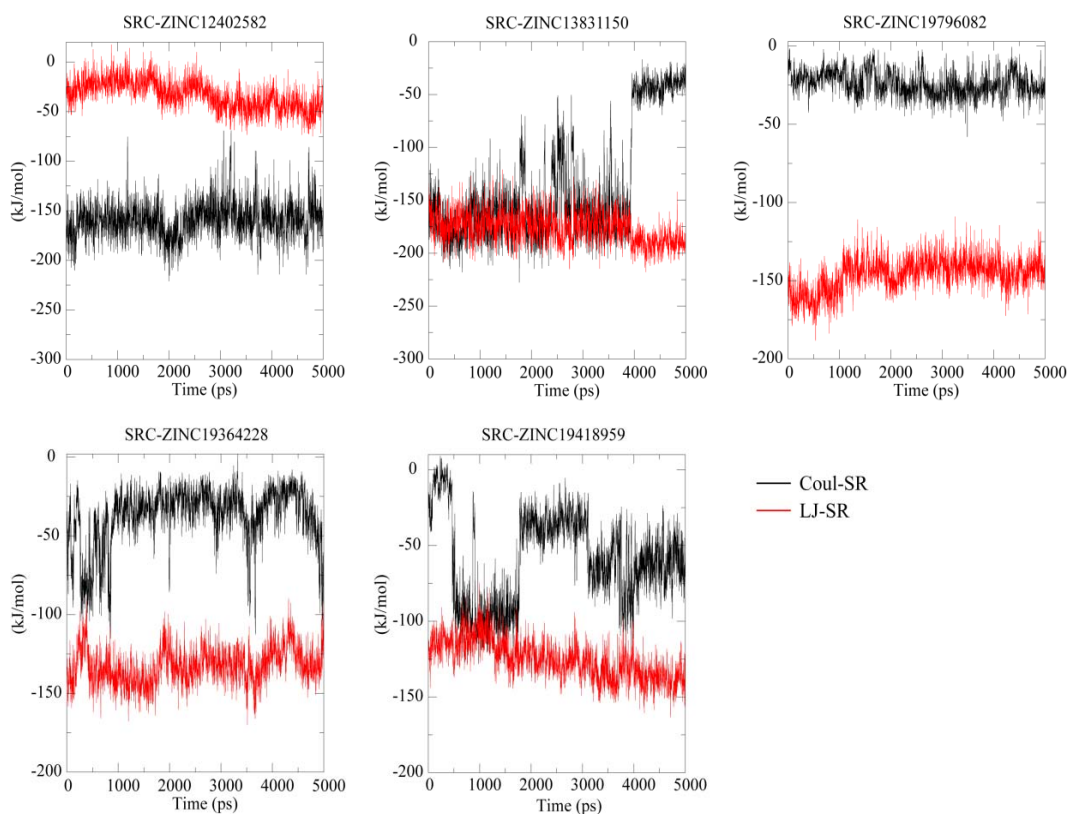 SRC-ZINC12402582
0
-50
-100
-150
-200
-250
-300
(kJ/mol)
0 1000 2000 3000 4000 5000
Time (ps)
SRC-ZINC13831150
0
-50
-100
-150
-200
-250
-300
(kJ/mol)
0 1000 2000 3000 4000 5000
Time (ps)
SRC-ZINC19796082
0
-50
-100
-150
-200
(kJ/mol)
0 1000 2000 3000 4000 5000
Time (ps)
SRC-ZINC19364228
0
-50
-100
-150
-200
(kJ/mol)
0 1000 2000 3000 4000 5000
Time (ps)
SRC-ZINC19418959
0
-50
-100
-150
-200
(kJ/mol)
0 1000 2000 3000 4000 5000
Time (ps)
Coul-SR
LJ-SR